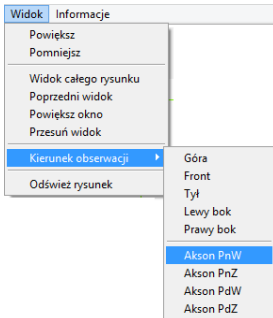 Widok Informacje
Powiększ
Pomniejsz
Widok całego rysunku
Poprzedni widok
Powiększ okno
Przesuń widok
Kierunek obserwacji
Odśwież rysunek
Góra
Front
Tył
Lewy bok
Prawy bok
Akson PnW
Akson PnZ
Akson PdW
Akson PdZ